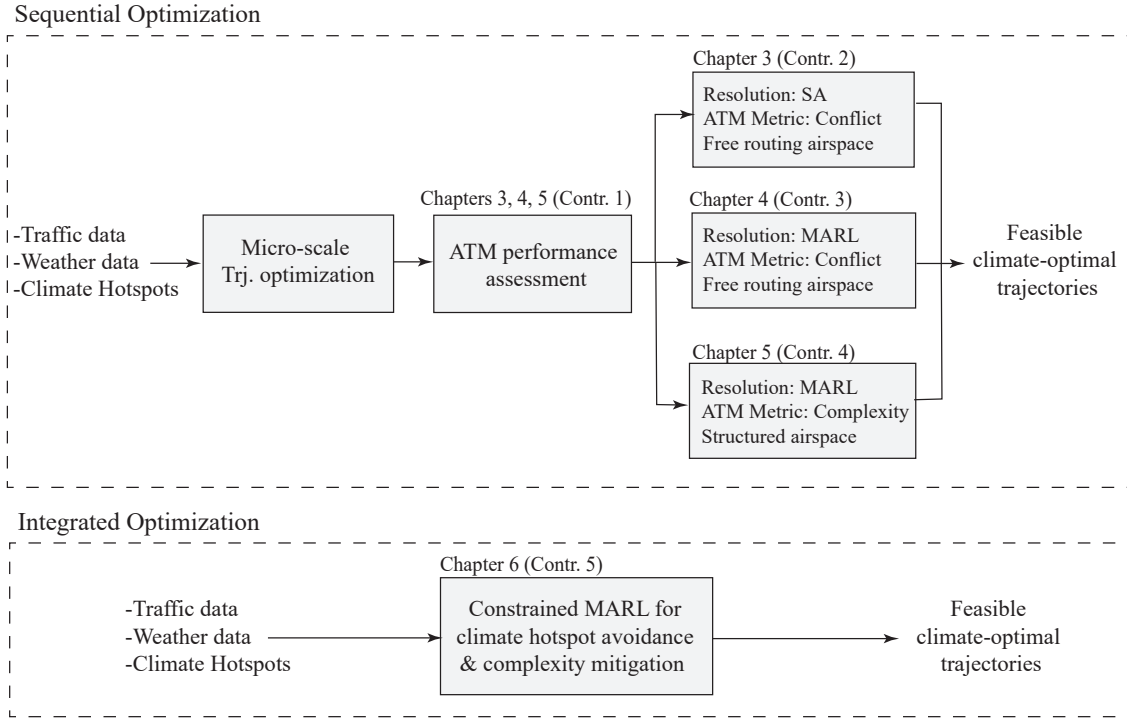 Sequential Optimization
-Traffic data
-Weather data
-Climate Hotspots
Micro-scale
Trj. optimization
Chapters 3, 4, 5 (Contr. 1)
ATM performance
assessment
Chapter 3 (Contr. 2)
Resolution: SA
ATM Metric: Conflict
Free routing airspace
Chapter 4 (Contr. 3)
Resolution: MARL
ATM Metric: Conflict
Free routing airspace
Chapter 5 (Contr. 4)
Resolution: MARL
ATM Metric: Complexity
Structured airspace
Feasible
climate-optimal
trajectories
Integrated Optimization
-Traffic data
-Weather data
-Climate Hotspots
Chapter 6 (Contr. 5)
Constrained MARL for
climate hotspot avoidance
& complexity mitigation
Feasible
climate-optimal
trajectories